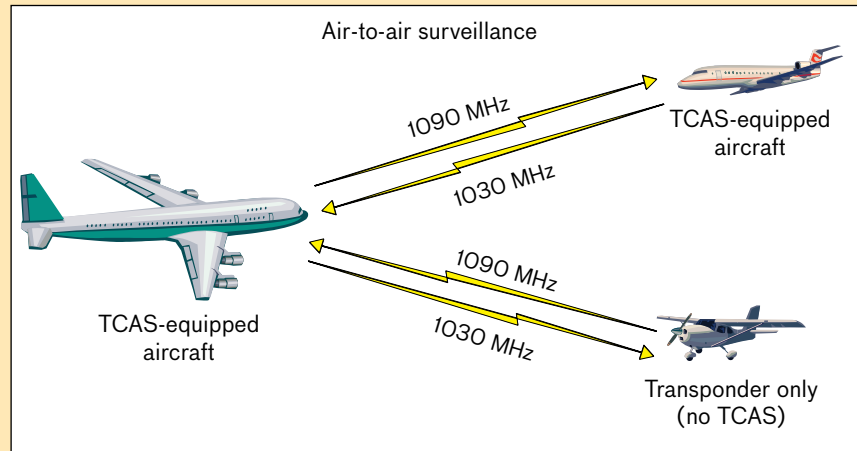 Air-to-air surveillance
1090 MHz
TCAS-equipped
aircraft
1030 MHz
1090 MHz
TCAS-equipped
aircraft
1030 MHz
Transponder only
(no TCAS)